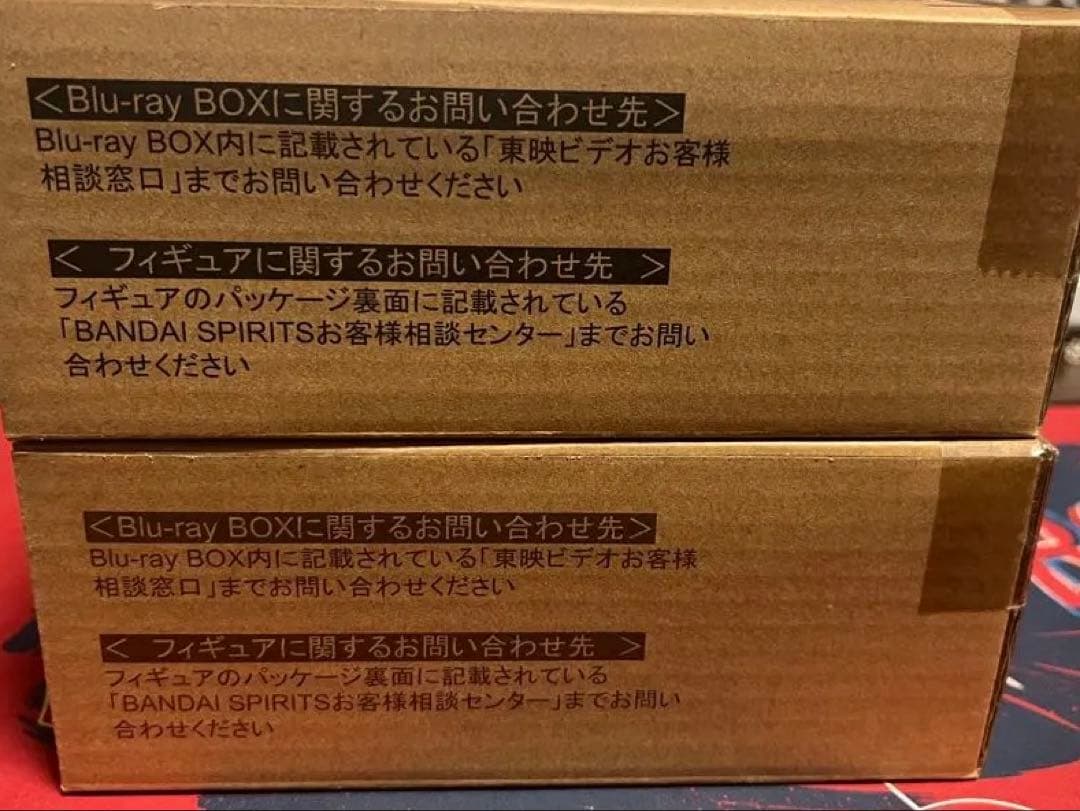 ＜Blu-ray BOXに関するお問い合わせ先＞
Blu-ray BOX内に記載されている「東映ビデオお客様
相談窓口」までお問い合わせください
＜ フィギュアに関するお問い合わせ先 ＞
フィギュアのパッケージ裏面に記載されている
「BANDAI SPIRITSお客様相談センター」までお問い
合わせください
＜Blu-ray BOXに関するお問い合わせ先＞
Blu-ray BOX内に記載されている「東映ビデオお客様
相談窓口」までお問い合わせください
＜ フィギュアに関するお問い合わせ先 ＞
フィギュアのパッケージ裏面に記載されている
「BANDAI SPIRITSお客様相談センター」までお問い
合わせください